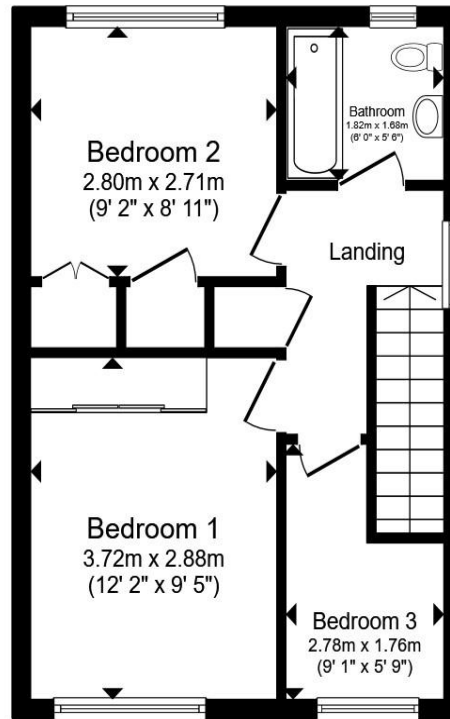 Bathroom
1.82m x 1.68m
(6' 0" x 5' 6")
Bedroom 2
2.80m x 2.71m
(9' 2" x 8' 11")
Landing
Bedroom 1
3.72m x 2.88m
(12' 2" x 9' 5")
Bedroom 3
2.78m x 1.76m
(9' 1" x 5' 9")